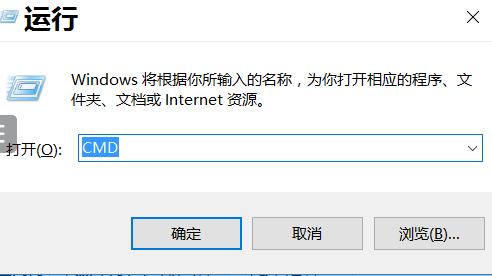 运行
Windows 将根据你所输入的名称，为你打开相应的程序、文
件夹、文档或 Internet 资源。
打开(O):
CMD
确定
取消
浏览(B)...